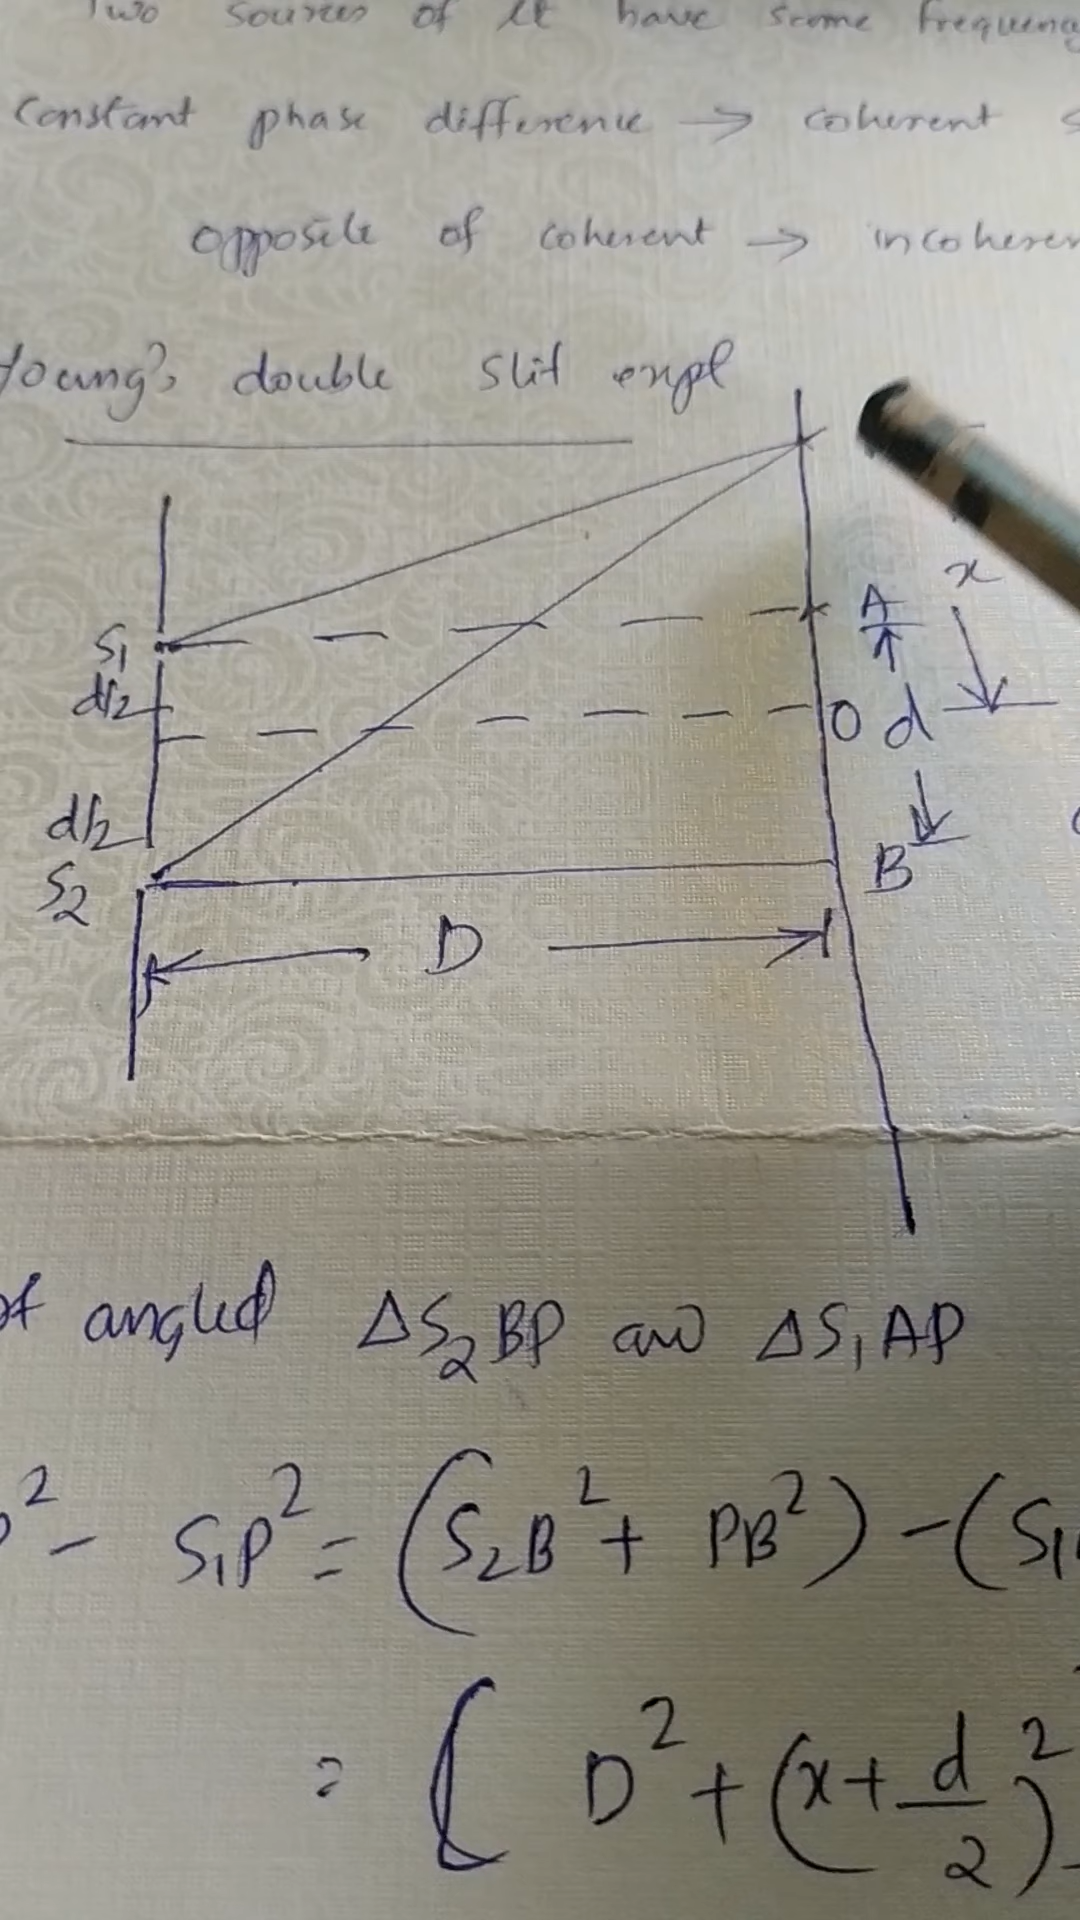 Two sources of lt have same frequency
constant phase difference → coherent s
opposite of coherent → incoheren
Young's double slit expt
x
A
S1
d/2
O d
d/2
B
S2
D
angled ΔS2BP and ΔS1AP
2 - S1P² = (S2B² + PB²) - (S1
= ( D² + (x + d/2)² -